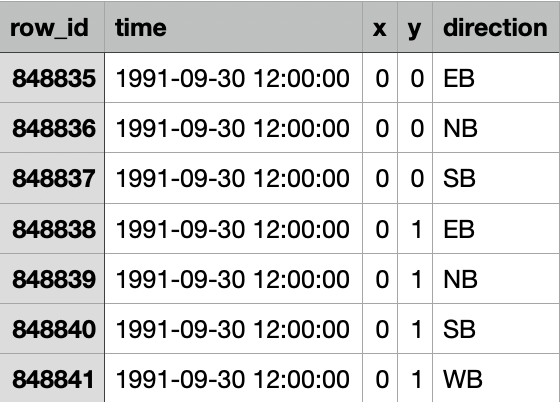 row_id time x y direction
848835 1991-09-30 12:00:00 0 0 EB
848836 1991-09-30 12:00:00 0 0 NB
848837 1991-09-30 12:00:00 0 0 SB
848838 1991-09-30 12:00:00 0 1 EB
848839 1991-09-30 12:00:00 0 1 NB
848840 1991-09-30 12:00:00 0 1 SB
848841 1991-09-30 12:00:00 0 1 WB